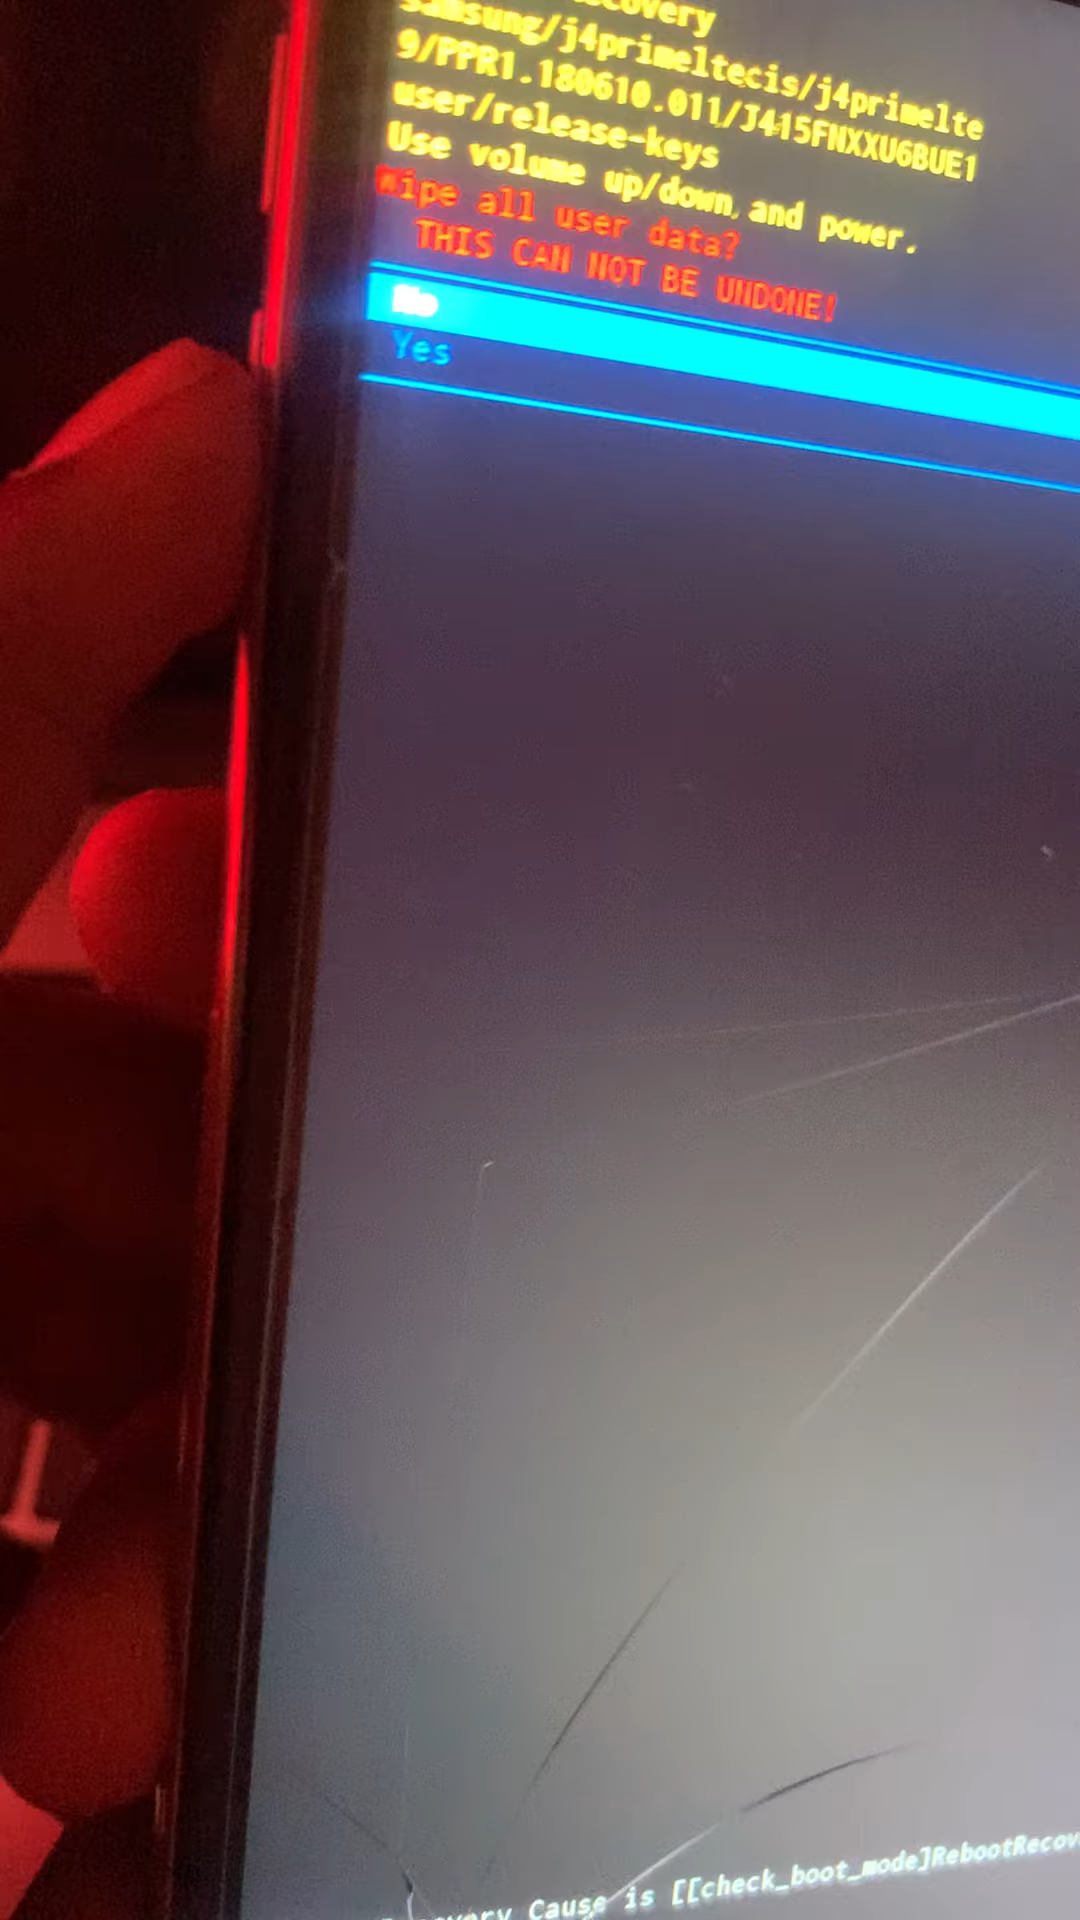 samsung/j4primeltecis/j4primelte
9/PPR1.180610.011/J415FNXXU6BUE1
user/release-keys
Use volume up/down and power.
Wipe all user data?
THIS CAN NOT BE UNDONE!
No
Yes
Cause is [[check_boot_mode]RebootRecov